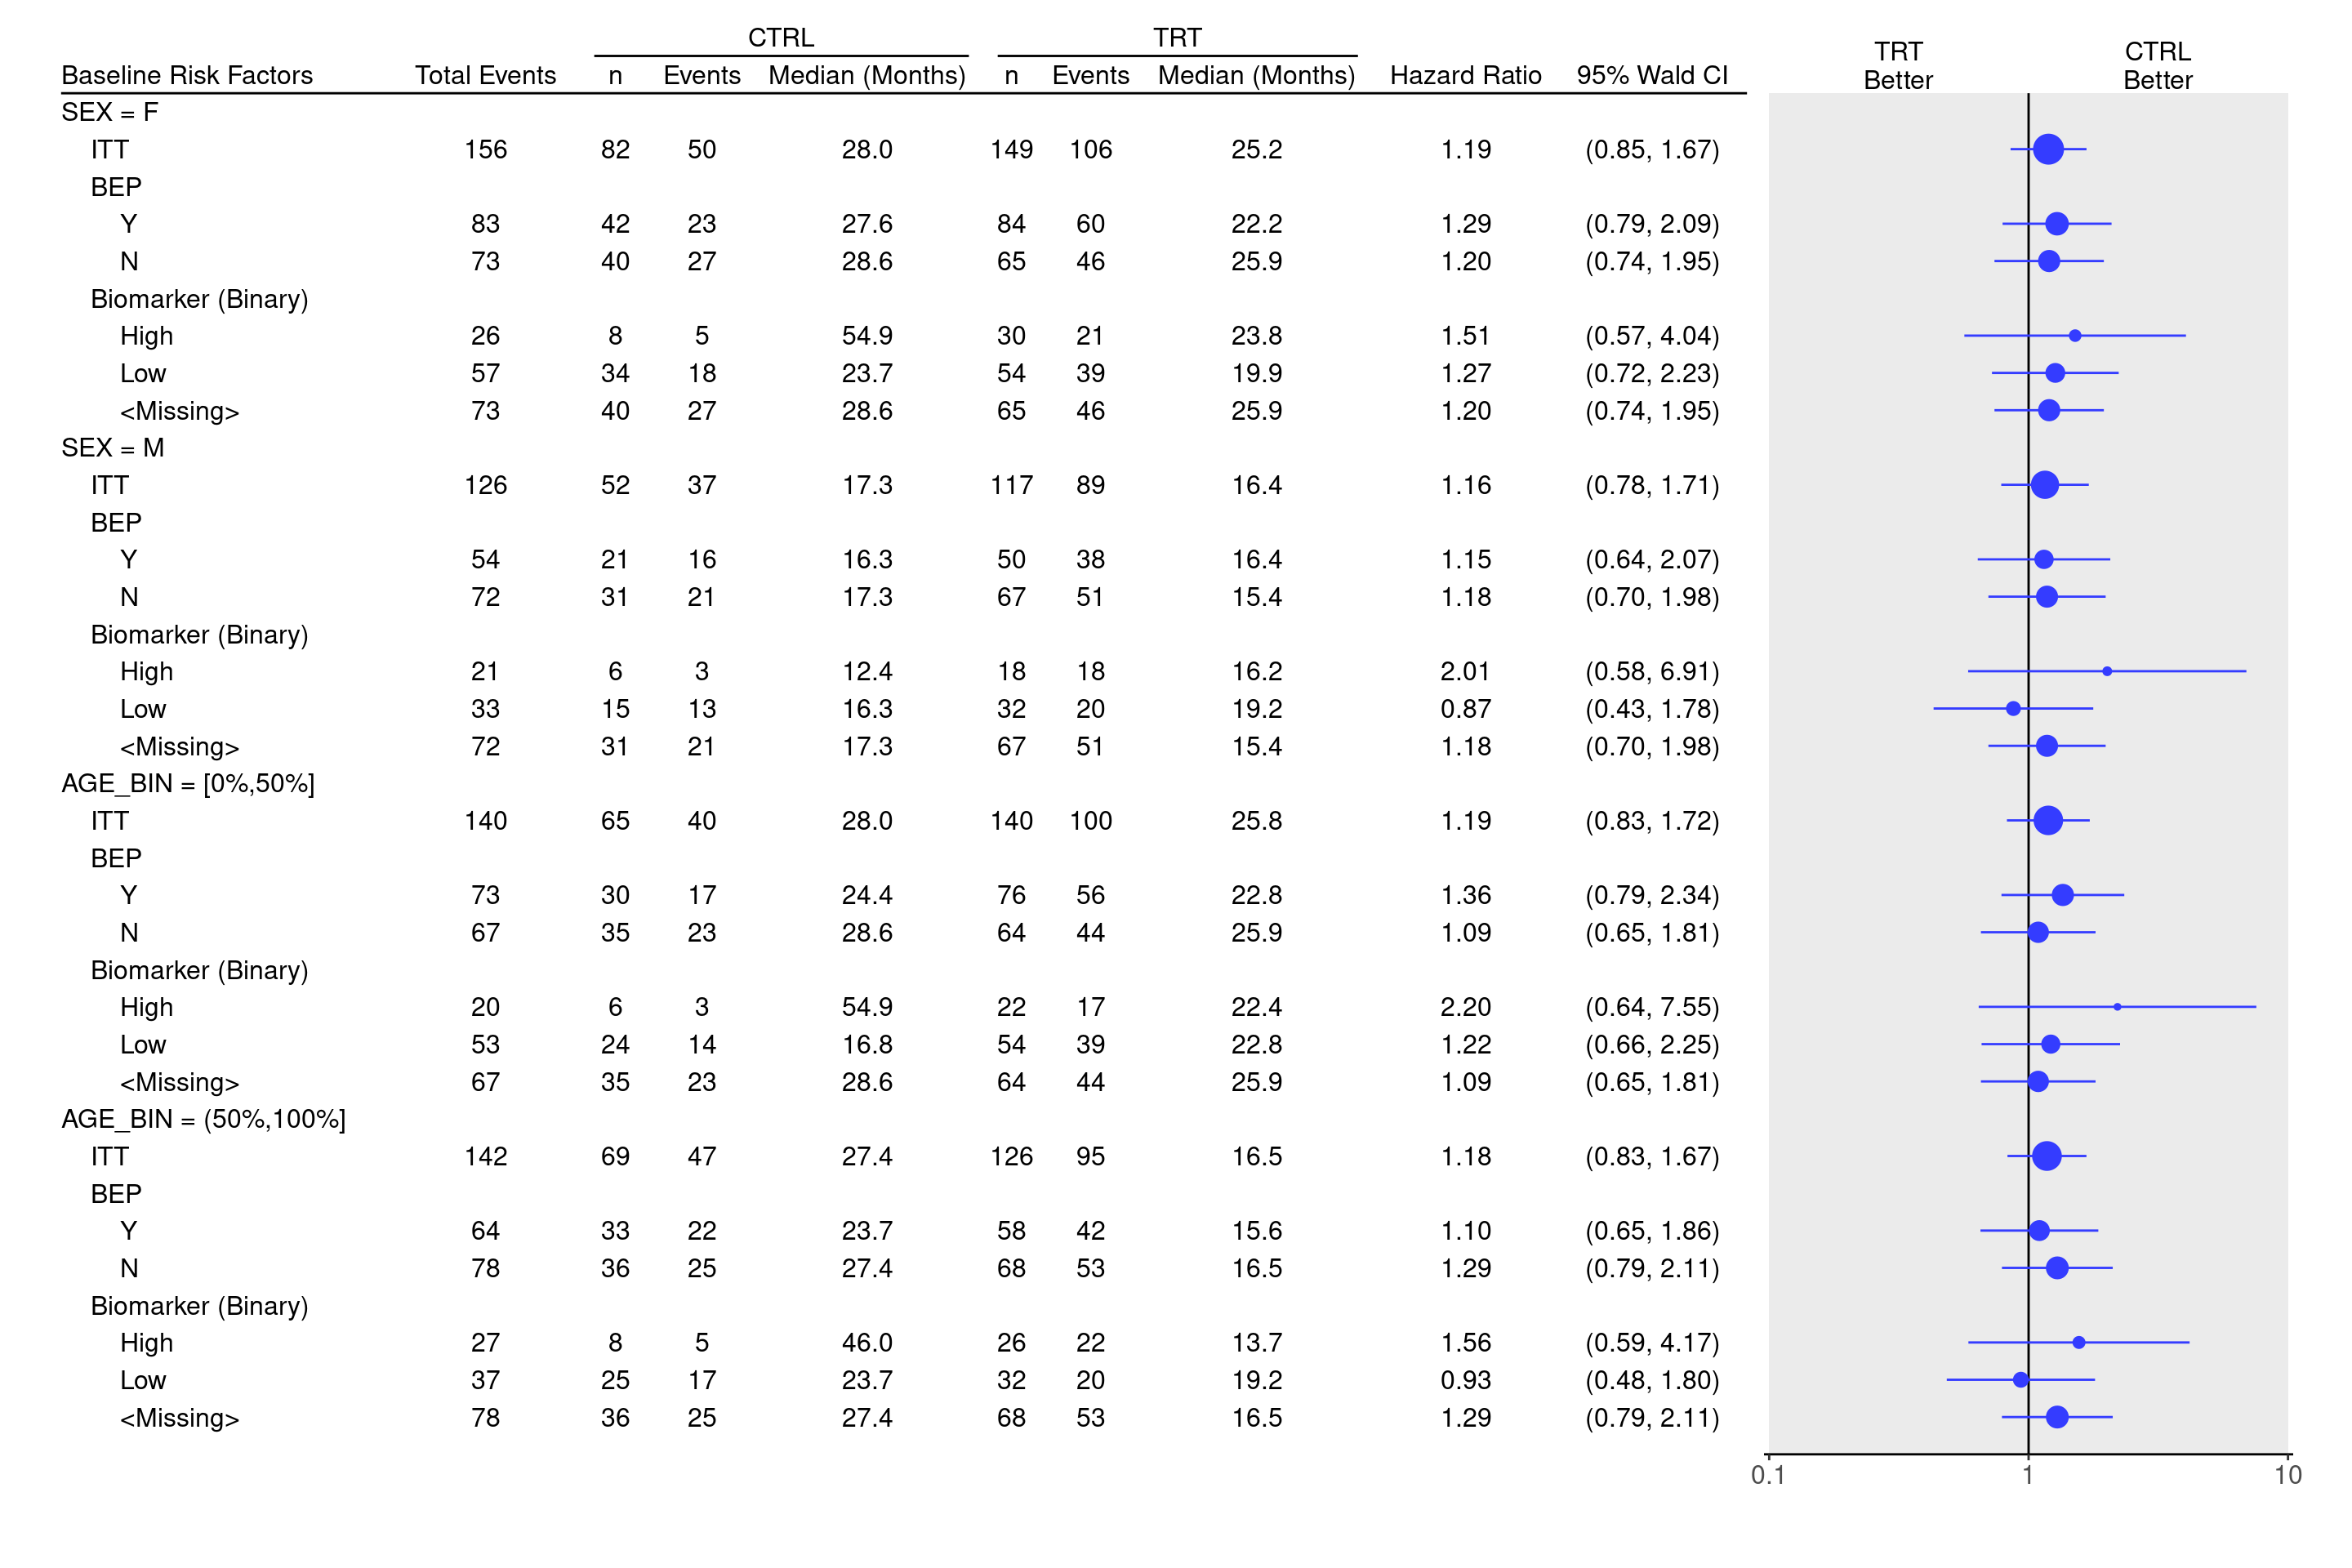 CTRL TRT
TRT CTRL
Baseline Risk Factors Total Events n Events Median (Months) n Events Median (Months) Hazard Ratio 95% Wald CI Better Better
SEX = F
ITT 156 82 50 28.0 149 106 25.2 1.19 (0.85, 1.67)
BEP
Y 83 42 23 27.6 84 60 22.2 1.29 (0.79, 2.09)
N 73 40 27 28.6 65 46 25.9 1.20 (0.74, 1.95)
Biomarker (Binary)
High 26 8 5 54.9 30 21 23.8 1.51 (0.57, 4.04)
Low 57 34 18 23.7 54 39 19.9 1.27 (0.72, 2.23)
<Missing> 73 40 27 28.6 65 46 25.9 1.20 (0.74, 1.95)
SEX = M
ITT 126 52 37 17.3 117 89 16.4 1.16 (0.78, 1.71)
BEP
Y 54 21 16 16.3 50 38 16.4 1.15 (0.64, 2.07)
N 72 31 21 17.3 67 51 15.4 1.18 (0.70, 1.98)
Biomarker (Binary)
High 21 6 3 12.4 18 18 16.2 2.01 (0.58, 6.91)
Low 33 15 13 16.3 32 20 19.2 0.87 (0.43, 1.78)
<Missing> 72 31 21 17.3 67 51 15.4 1.18 (0.70, 1.98)
AGE_BIN = [0%,50%]
ITT 140 65 40 28.0 140 100 25.8 1.19 (0.83, 1.72)
BEP
Y 73 30 17 24.4 76 56 22.8 1.36 (0.79, 2.34)
N 67 35 23 28.6 64 44 25.9 1.09 (0.65, 1.81)
Biomarker (Binary)
High 20 6 3 54.9 22 17 22.4 2.20 (0.64, 7.55)
Low 53 24 14 16.8 54 39 22.8 1.22 (0.66, 2.25)
<Missing> 67 35 23 28.6 64 44 25.9 1.09 (0.65, 1.81)
AGE_BIN = (50%,100%]
ITT 142 69 47 27.4 126 95 16.5 1.18 (0.83, 1.67)
BEP
Y 64 33 22 23.7 58 42 15.6 1.10 (0.65, 1.86)
N 78 36 25 27.4 68 53 16.5 1.29 (0.79, 2.11)
Biomarker (Binary)
High 27 8 5 46.0 26 22 13.7 1.56 (0.59, 4.17)
Low 37 25 17 23.7 32 20 19.2 0.93 (0.48, 1.80)
<Missing> 78 36 25 27.4 68 53 16.5 1.29 (0.79, 2.11)
0.1 1 10